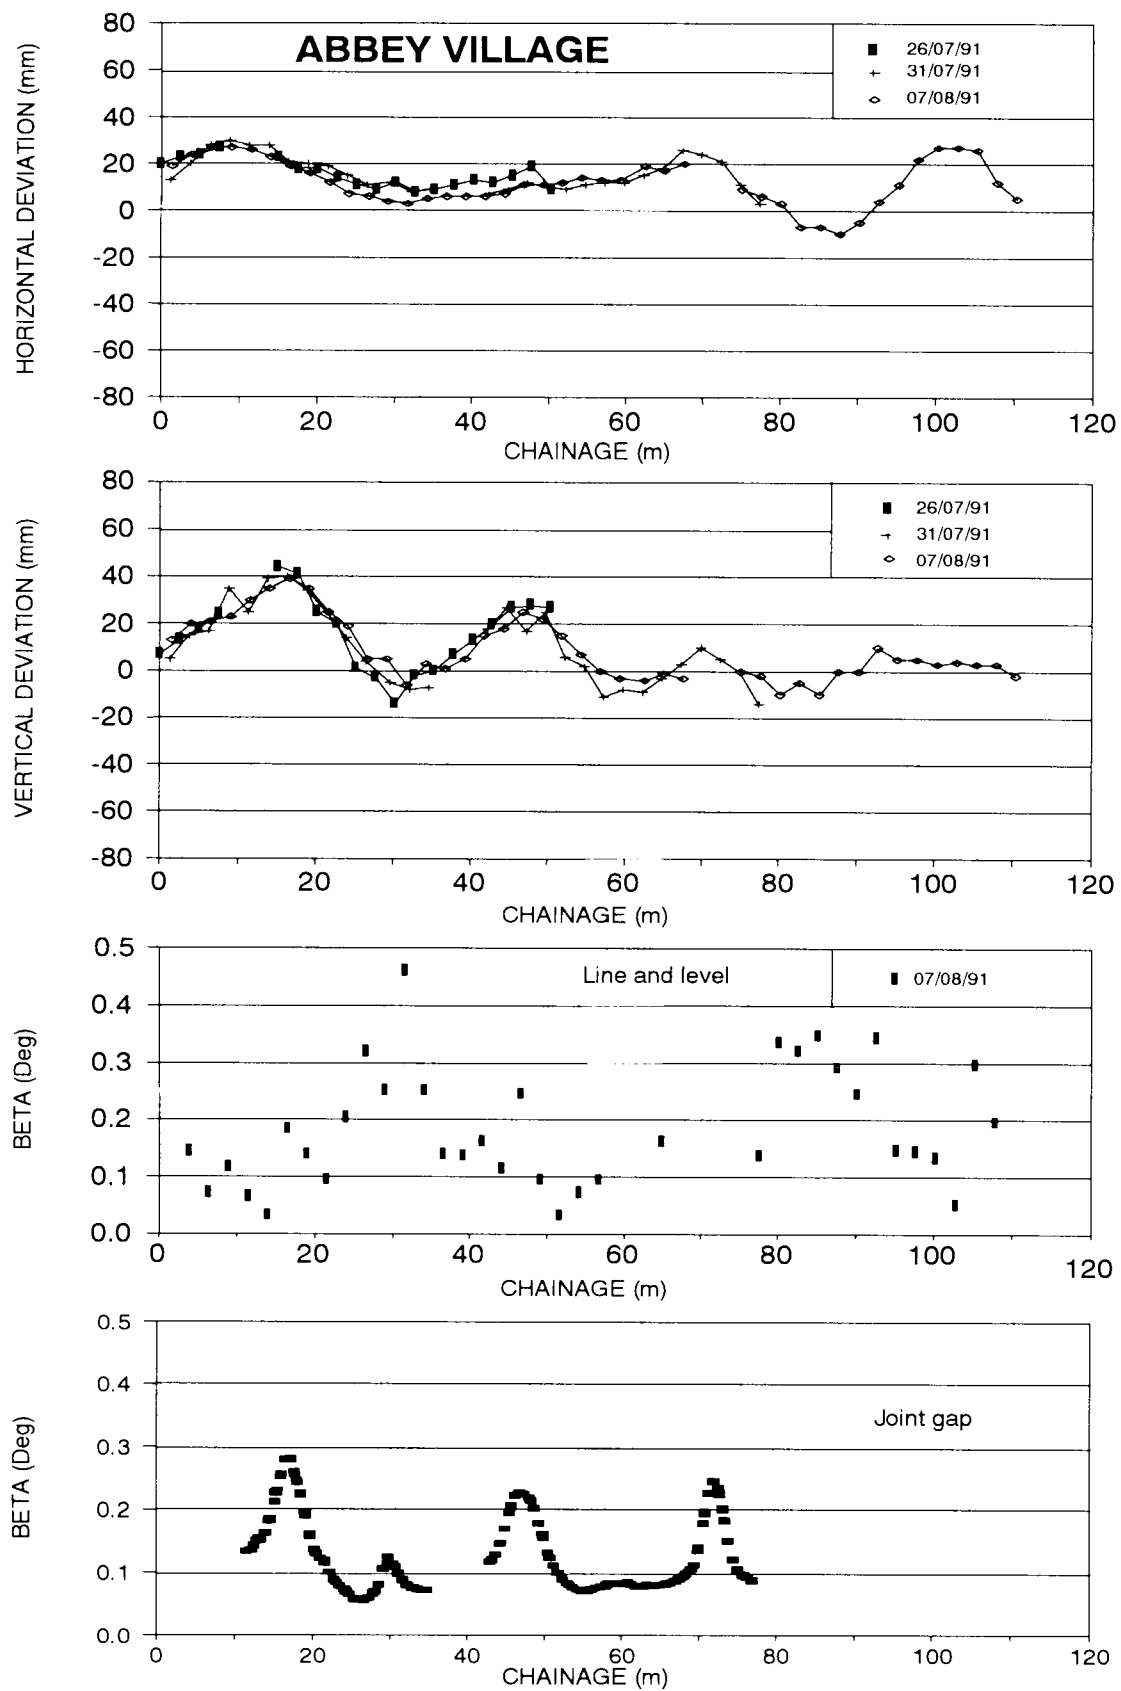 ABBEY VILLAGE
26/07/91
31/07/91
07/08/91
HORIZONTAL DEVIATION (mm)
80
60
40
20
0
-20
-40
-60
-80
0 20 40 60 80 100 120
CHAINAGE (m)
26/07/91
31/07/91
07/08/91
VERTICAL DEVIATION (mm)
80
60
40
20
0
-20
-40
-60
-80
0 20 40 60 80 100 120
CHAINAGE (m)
Line and level
07/08/91
BETA (Deg)
0.5
0.4
0.3
0.2
0.1
0.0
0 20 40 60 80 100 120
CHAINAGE (m)
Joint gap
BETA (Deg)
0.5
0.4
0.3
0.2
0.1
0.0
0 20 40 60 80 100 120
CHAINAGE (m)